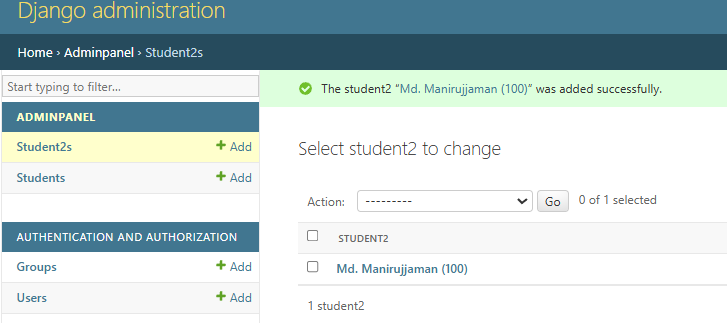 Django administration
Home › Adminpanel › Student2s
Start typing to filter...
The student2 “Md. Manirujjaman (100)” was added successfully.
ADMINPANEL
Student2s + Add
Students + Add
Select student2 to change
Action: --------- Go 0 of 1 selected
STUDENT2
AUTHENTICATION AND AUTHORIZATION
Groups + Add
Md. Manirujjaman (100)
Users + Add
1 student2